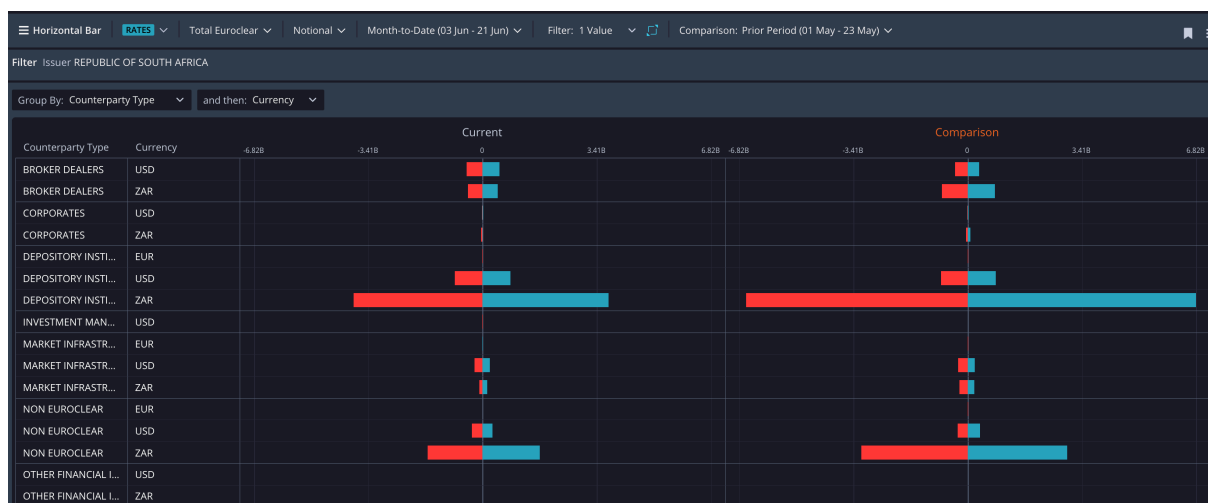 Horizontal Bar RATES Total Euroclear Notional Month-to-Date (03 Jun - 21 Jun) Filter: 1 Value Comparison: Prior Period (01 May - 23 May)
Filter Issuer REPUBLIC OF SOUTH AFRICA
Group By: Counterparty Type and then: Currency
Current Comparison
Counterparty Type Currency -6.82B -3.41B 0 3.41B 6.82B -6.82B -3.41B 0 3.41B 6.82B
BROKER DEALERS USD
BROKER DEALERS ZAR
CORPORATES USD
CORPORATES ZAR
DEPOSITORY INSTI... EUR
DEPOSITORY INSTI... USD
DEPOSITORY INSTI... ZAR
INVESTMENT MAN... USD
MARKET INFRASTR... EUR
MARKET INFRASTR... USD
MARKET INFRASTR... ZAR
NON EUROCLEAR EUR
NON EUROCLEAR USD
NON EUROCLEAR ZAR
OTHER FINANCIAL I... USD
OTHER FINANCIAL I... ZAR